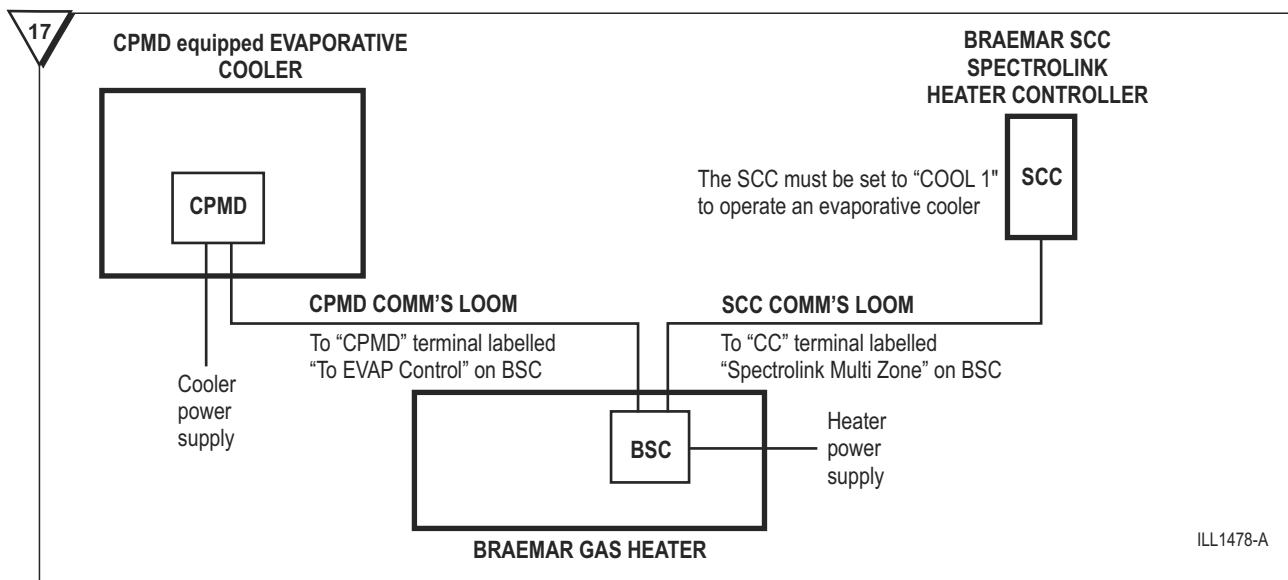 17
CPMD equipped EVAPORATIVE
COOLER
BRAEMAR SCC
SPECTROLINK
HEATER CONTROLLER
The SCC must be set to “COOL 1"
to operate an evaporative cooler
SCC
CPMD
CPMD COMM’S LOOM
To “CPMD” terminal labelled
“To EVAP Control” on BSC
SCC COMM’S LOOM
To “CC” terminal labelled
“Spectrolink Multi Zone” on BSC
Cooler
power
supply
BSC
Heater
power
supply
BRAEMAR GAS HEATER
ILL1478-A